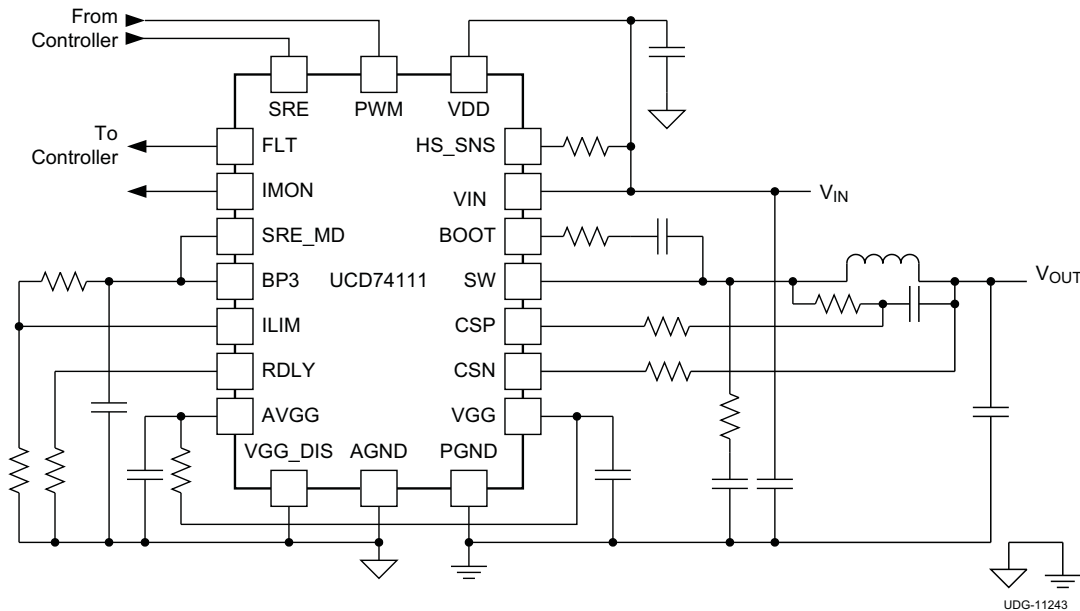 From
Controller
SRE
PWM
VDD
To
Controller
FLT
IMON
SRE_MD
BP3
ILIM
RDLY
AVGG
UCD74111
HS_SNS
VIN
BOOT
SW
CSP
CSN
VGG
VGG_DIS
AGND
PGND
VIN
VOUT
UDG-11243